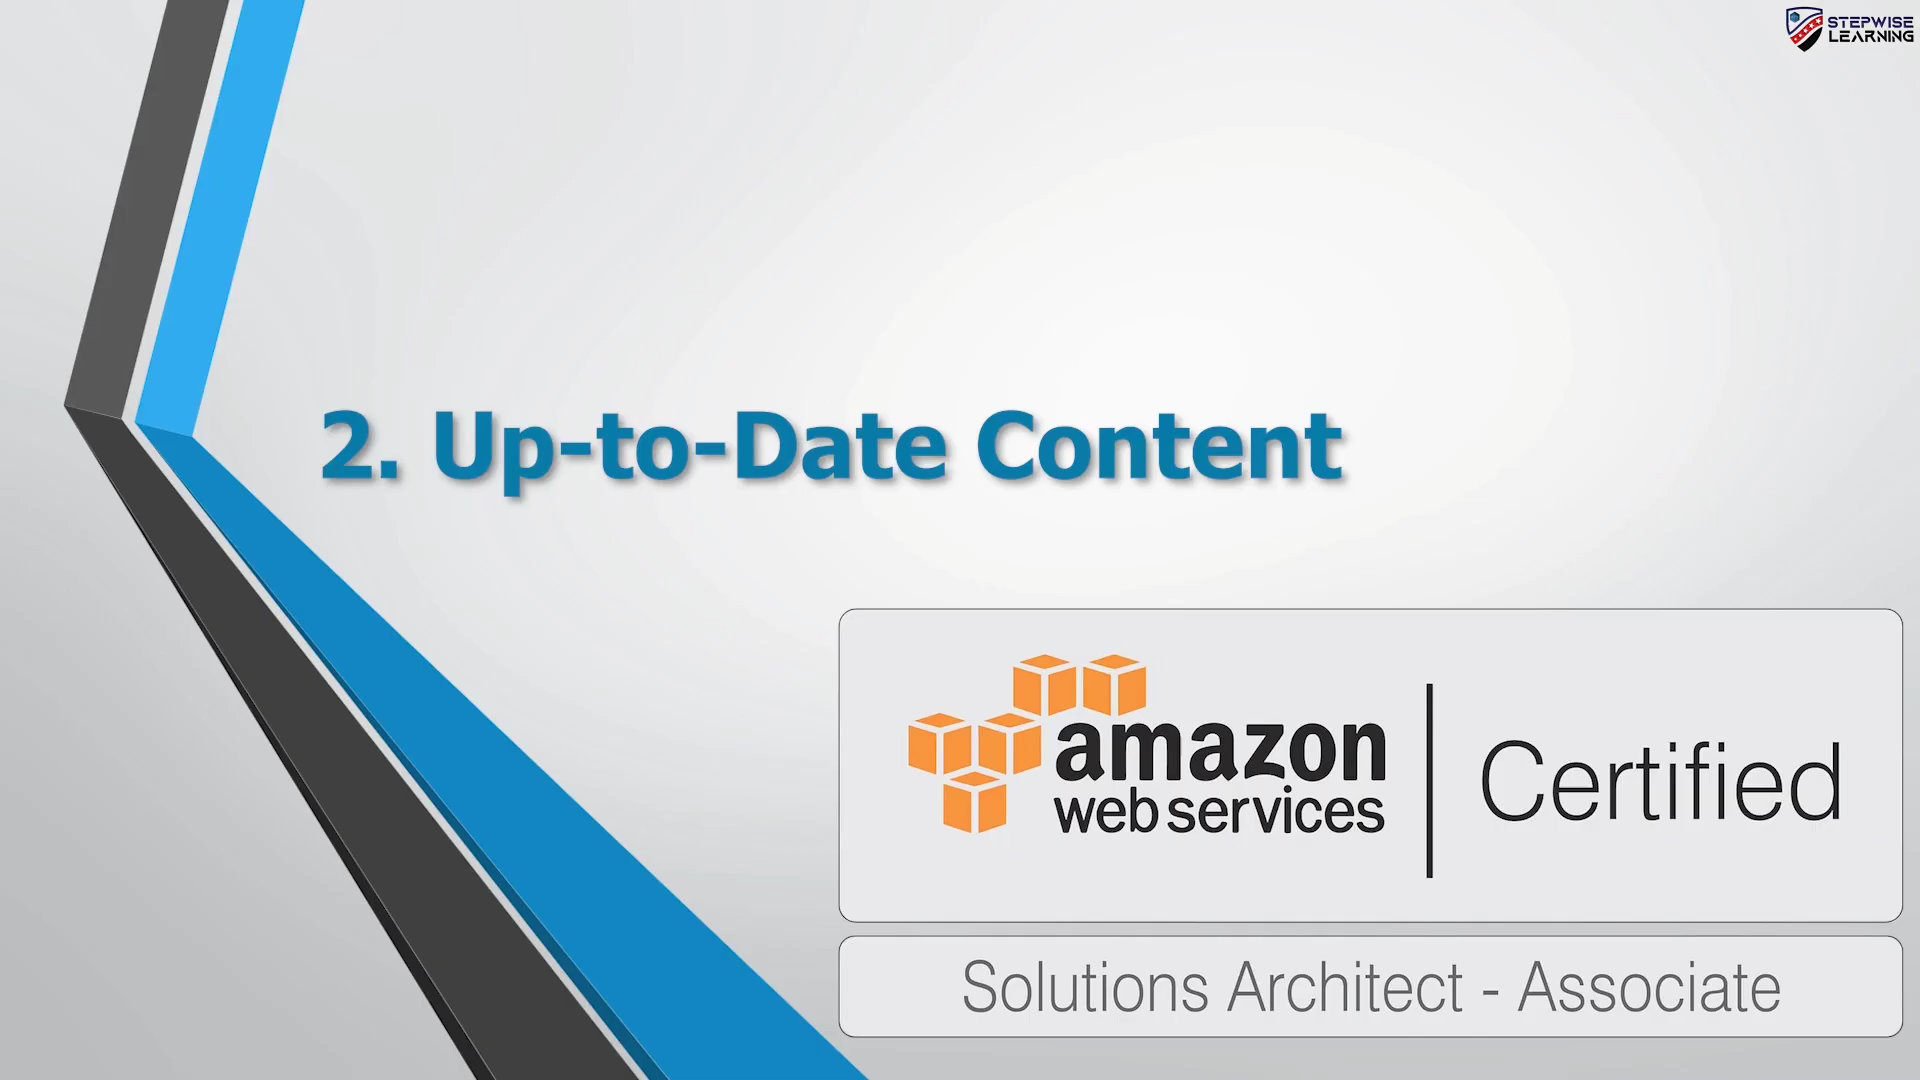 STEPWISE
LEARNING
2. Up-to-Date Content
amazon
web services
Certified
Solutions Architect - Associate